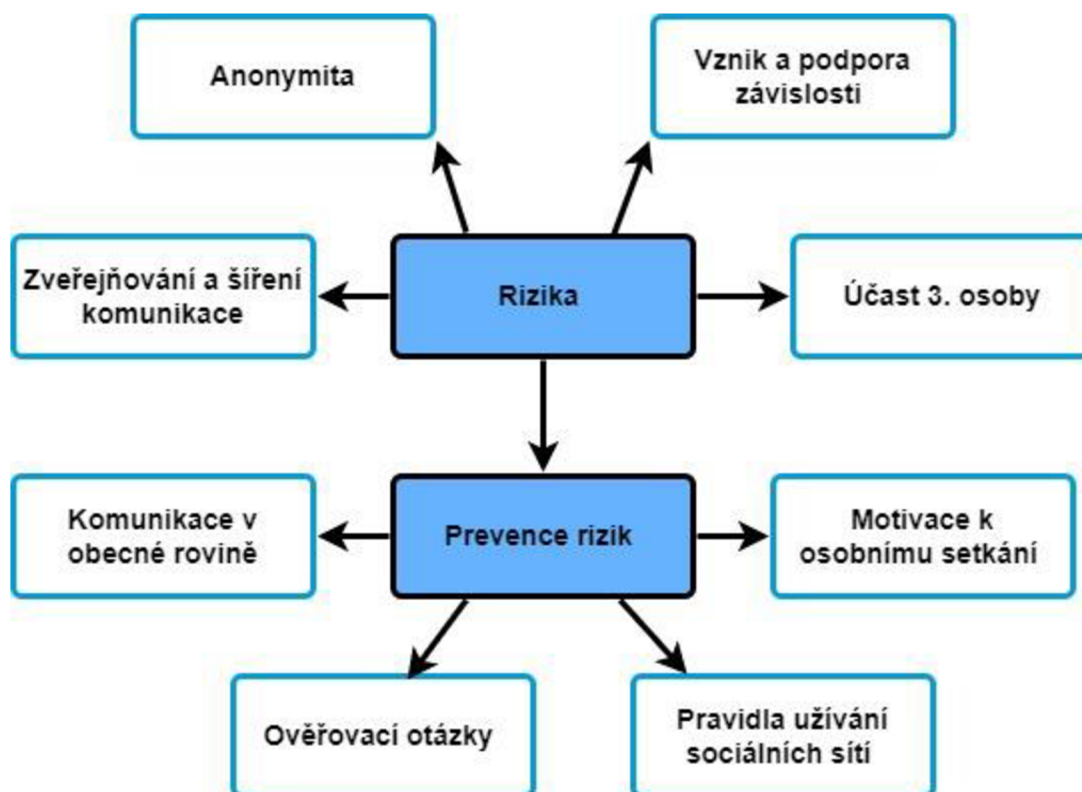 Anonymita
Vznik a podpora
závislosti
Zveřejňování a šíření
komunikace
Rizika
Účast 3. osoby
Komunikace v
obecné rovině
Prevence rizik
Motivace k
osobnímu setkání
Ověřovací otázky
Pravidla užívání
sociálních sítí